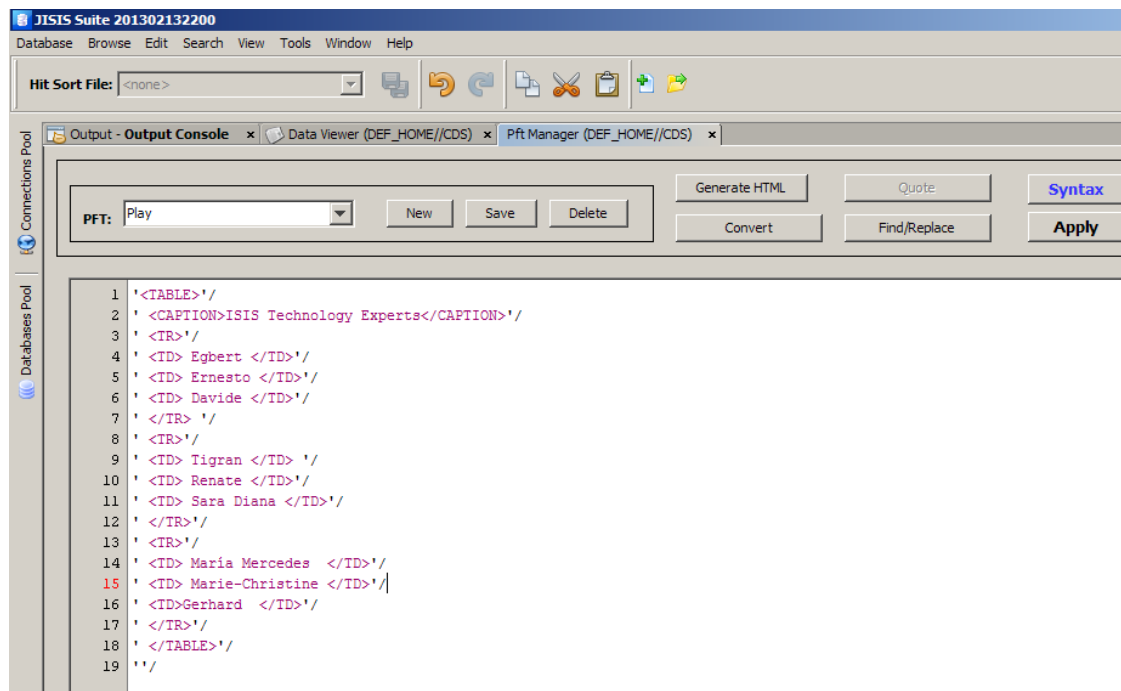 JISIS Suite 201302132200
Database Browse Edit Search View Tools Window Help
Hit Sort File: <none>
Connections Pool
Databases Pool
Output - Output Console x Data Viewer (DEF_HOME//CDS) x Pft Manager (DEF_HOME//CDS) x
Generate HTML Quote Syntax
PFT: Play New Save Delete
Convert Find/Replace Apply
1 '<TABLE>'/
2 ' <CAPTION>ISIS Technology Experts</CAPTION>'/
3 ' <TR>'/
4 ' <TD> Egbert </TD>'/
5 ' <TD> Ernesto </TD>'/
6 ' <TD> Davide </TD>'/
7 ' </TR> '/
8 ' <TR>'/
9 ' <TD> Tigran </TD> '/
10 ' <TD> Renate </TD>'/
11 ' <TD> Sara Diana </TD>'/
12 ' </TR>'/
13 ' <TR>'/
14 ' <TD> María Mercedes  </TD>'/
15 ' <TD> Marie-Christine </TD>'/
16 ' <TD>Gerhard  </TD>'/
17 ' </TR>'/
18 ' </TABLE>'/
19 ''/